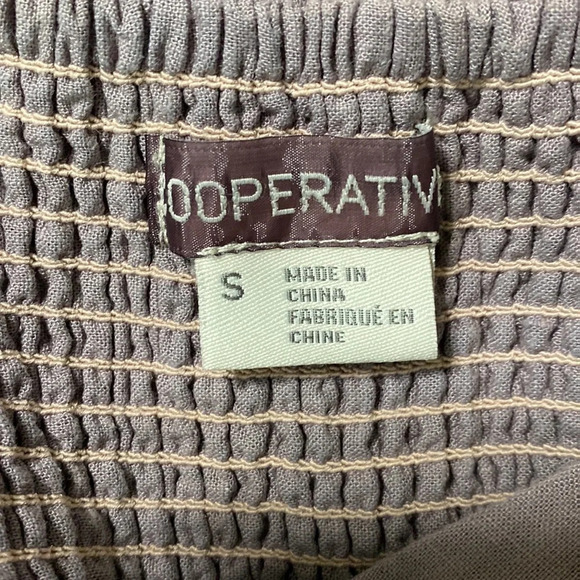 OOPERATIV
S
MADE IN
CHINA
FABRIQUÉ EN
CHINE